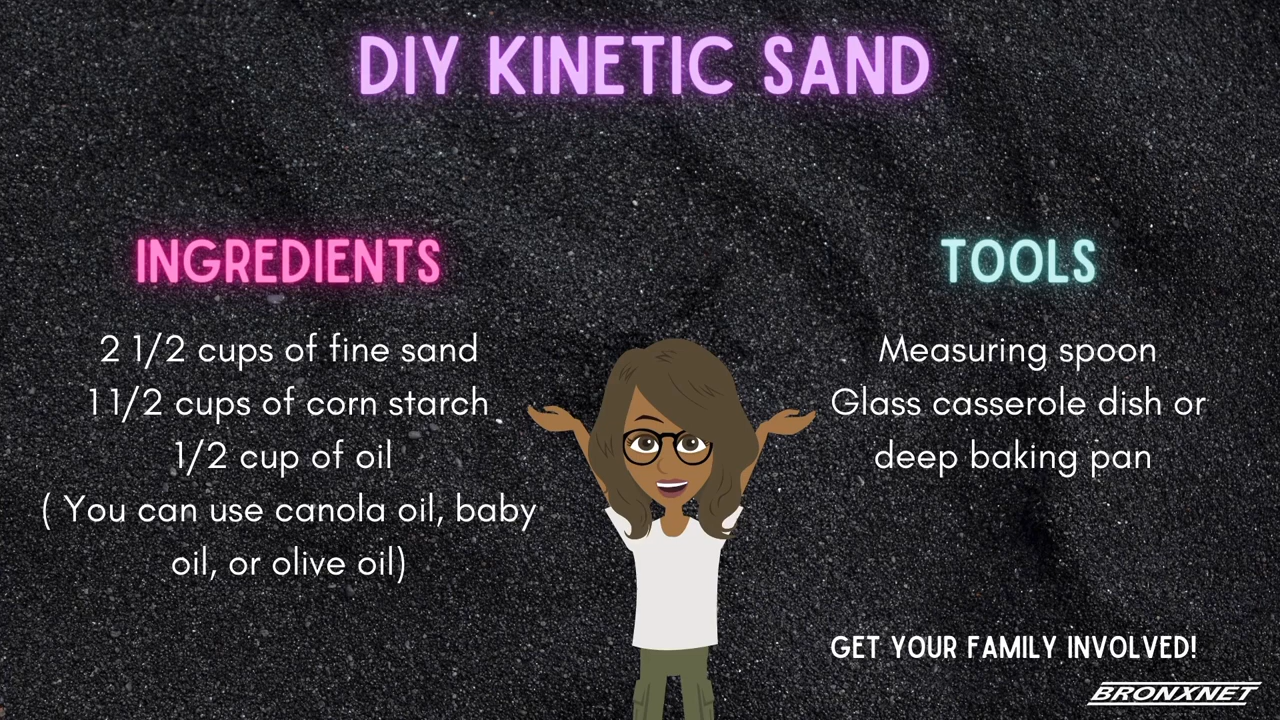 DIY KINETIC SAND
INGREDIENTS
2 1/2 cups of fine sand
1 1/2 cups of corn starch
1/2 cup of oil
( You can use canola oil, baby
oil, or olive oil)
TOOLS
Measuring spoon
Glass casserole dish or
deep baking pan
GET YOUR FAMILY INVOLVED!
BRONXNET